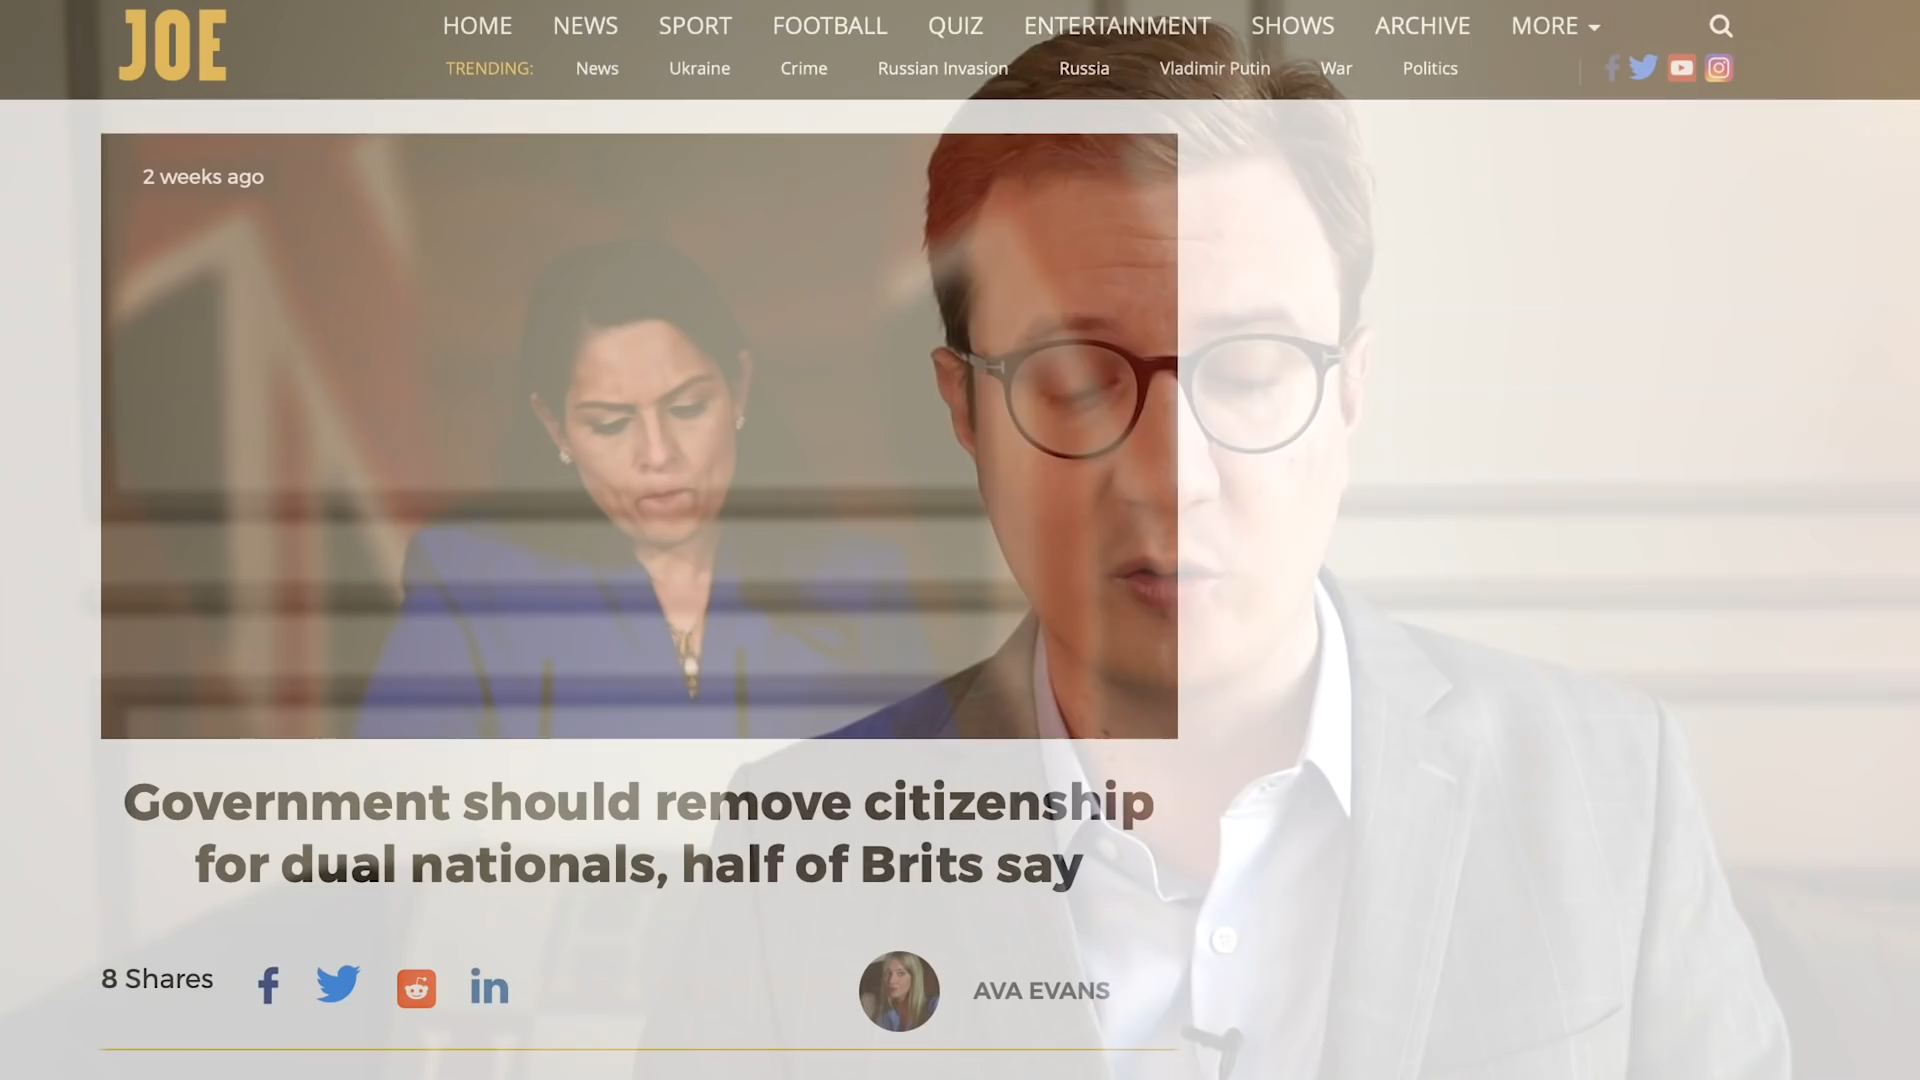 JOE
HOME NEWS SPORT FOOTBALL QUIZ ENTERTAINMENT SHOWS ARCHIVE MORE
TRENDING: News Ukraine Crime Russian Invasion Russia Vladimir Putin War Politics
2 weeks ago
Government should remove citizenship
for dual nationals, half of Brits say
8 Shares
AVA EVANS